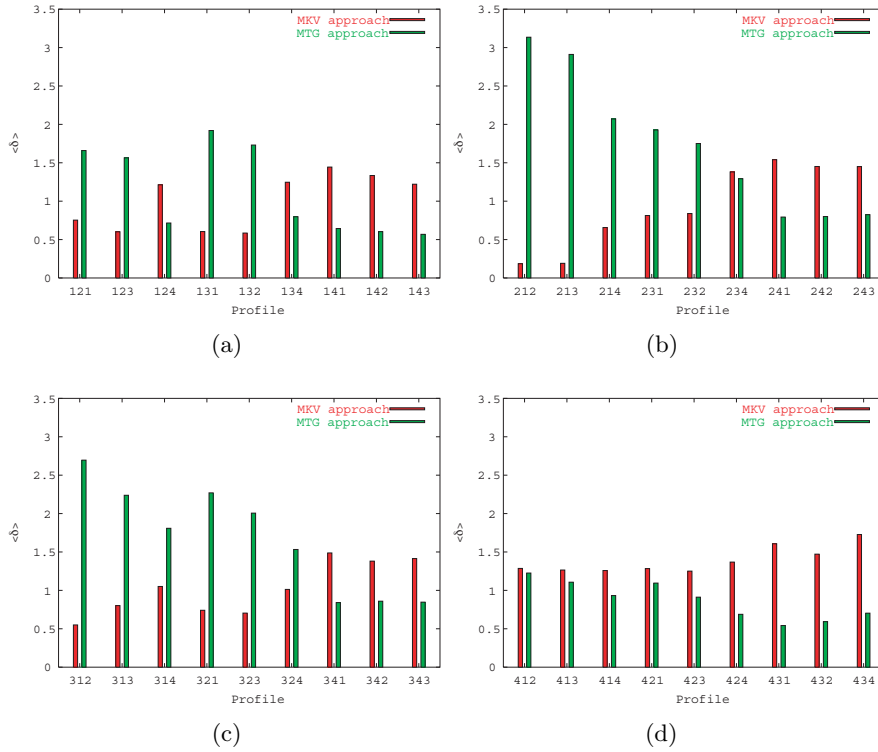 3.5
3
2.5
2
1.5
1
0.5
0
<δ>
MKV approach
MTG approach
121 123 124 131 132 134 141 142 143
Profile
(a)
3.5
3
2.5
2
1.5
1
0.5
0
<δ>
MKV approach
MTG approach
212 213 214 231 232 234 241 242 243
Profile
(b)
3.5
3
2.5
2
1.5
1
0.5
0
<δ>
MKV approach
MTG approach
312 313 314 321 323 324 341 342 343
Profile
(c)
3.5
3
2.5
2
1.5
1
0.5
0
<δ>
MKV approach
MTG approach
412 413 414 421 423 424 431 432 434
Profile
(d)